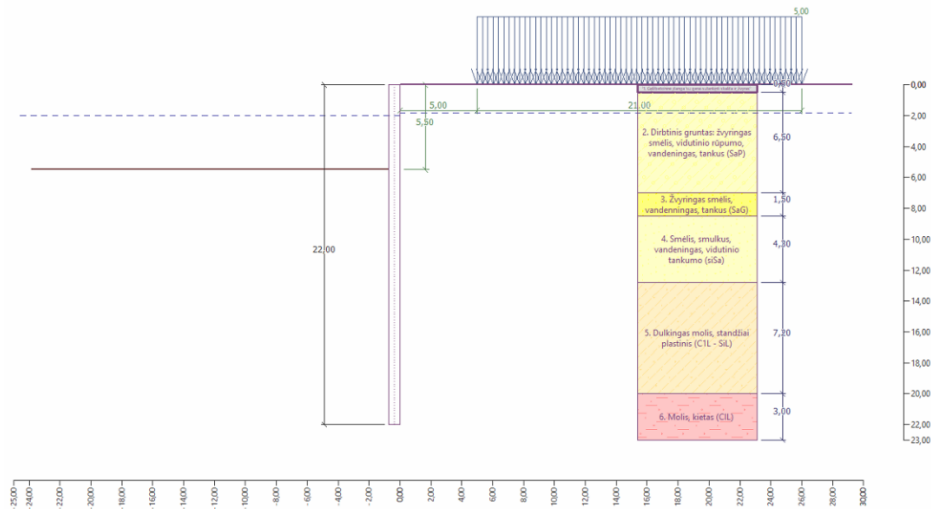 5,00
0,50
0,00
5,00
21,00
5,50
2,00
2. Dirbtinis gruntas: žvyringas
smėlis, vidutinio rūpumo,
vandeningas, tankus (SaP)
6,50
4,00
6,00
3. Žvyringas smėlis,
vandenningas, tankus (SaG)
1,50
8,00
22,00
4. Smėlis, smulkus,
vandeningas, vidutinio
tankumo (siSa)
4,30
10,00
12,00
14,00
5. Dulkingas molis, standžiai
plastinis (C1L - SiL)
7,20
16,00
18,00
20,00
6. Molis, kietas (CIL)
3,00
22,00
23,00
-25,00 -24,00 -22,00 -20,00 -18,00 -16,00 -14,00 -12,00 -10,00 -8,00 -6,00 -4,00 -2,00 0,00 2,00 4,00 6,00 8,00 10,00 12,00 14,00 16,00 18,00 20,00 22,00 24,00 26,00 28,00 30,00